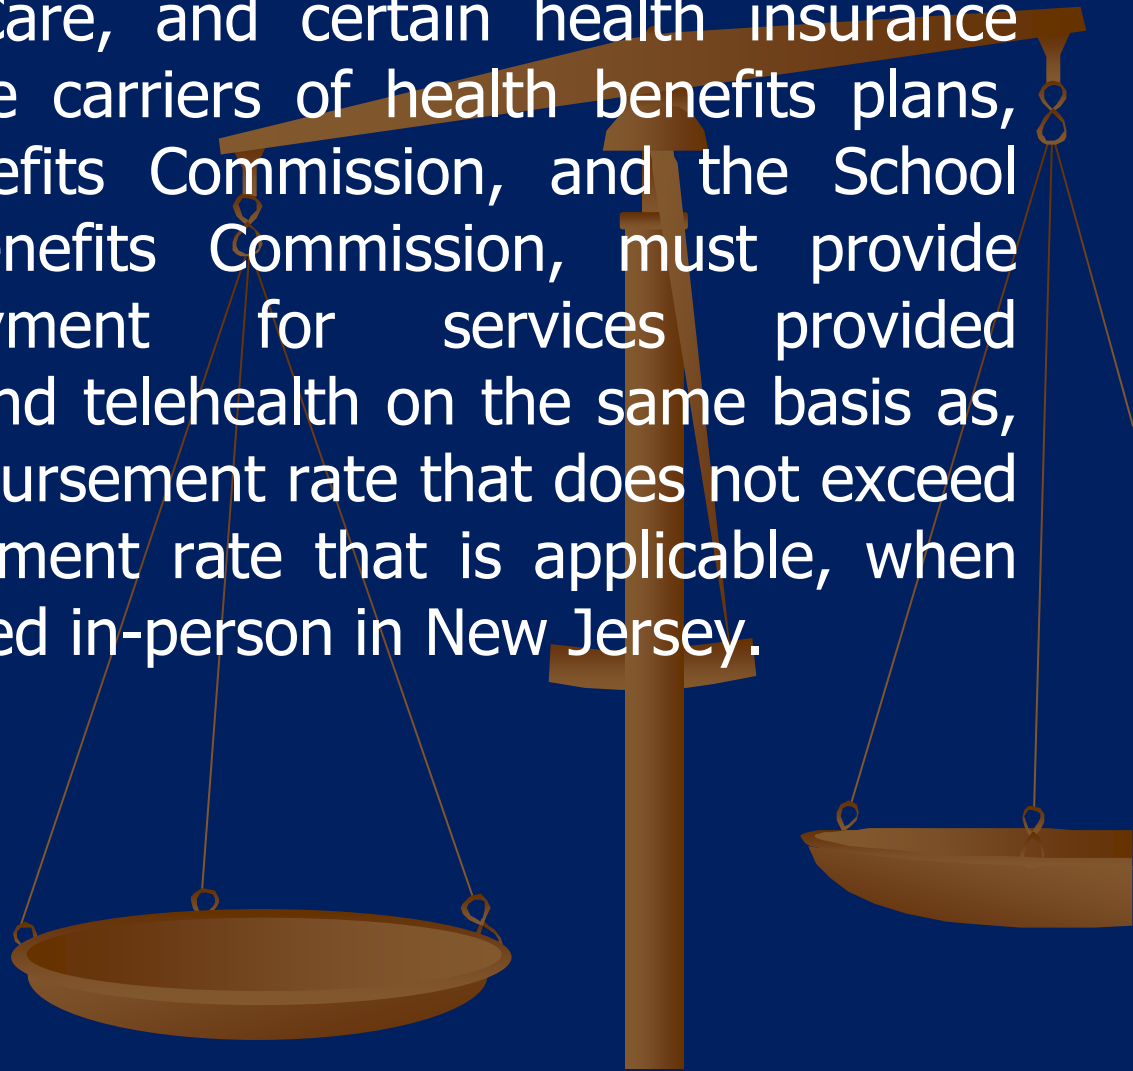 Care, and certain health insurance
e carriers of health benefits plans,
efits Commission, and the School
enefits Commission, must provide
yment for services provided
nd telehealth on the same basis as,
ursement rate that does not exceed
ment rate that is applicable, when
ed in-person in New Jersey.